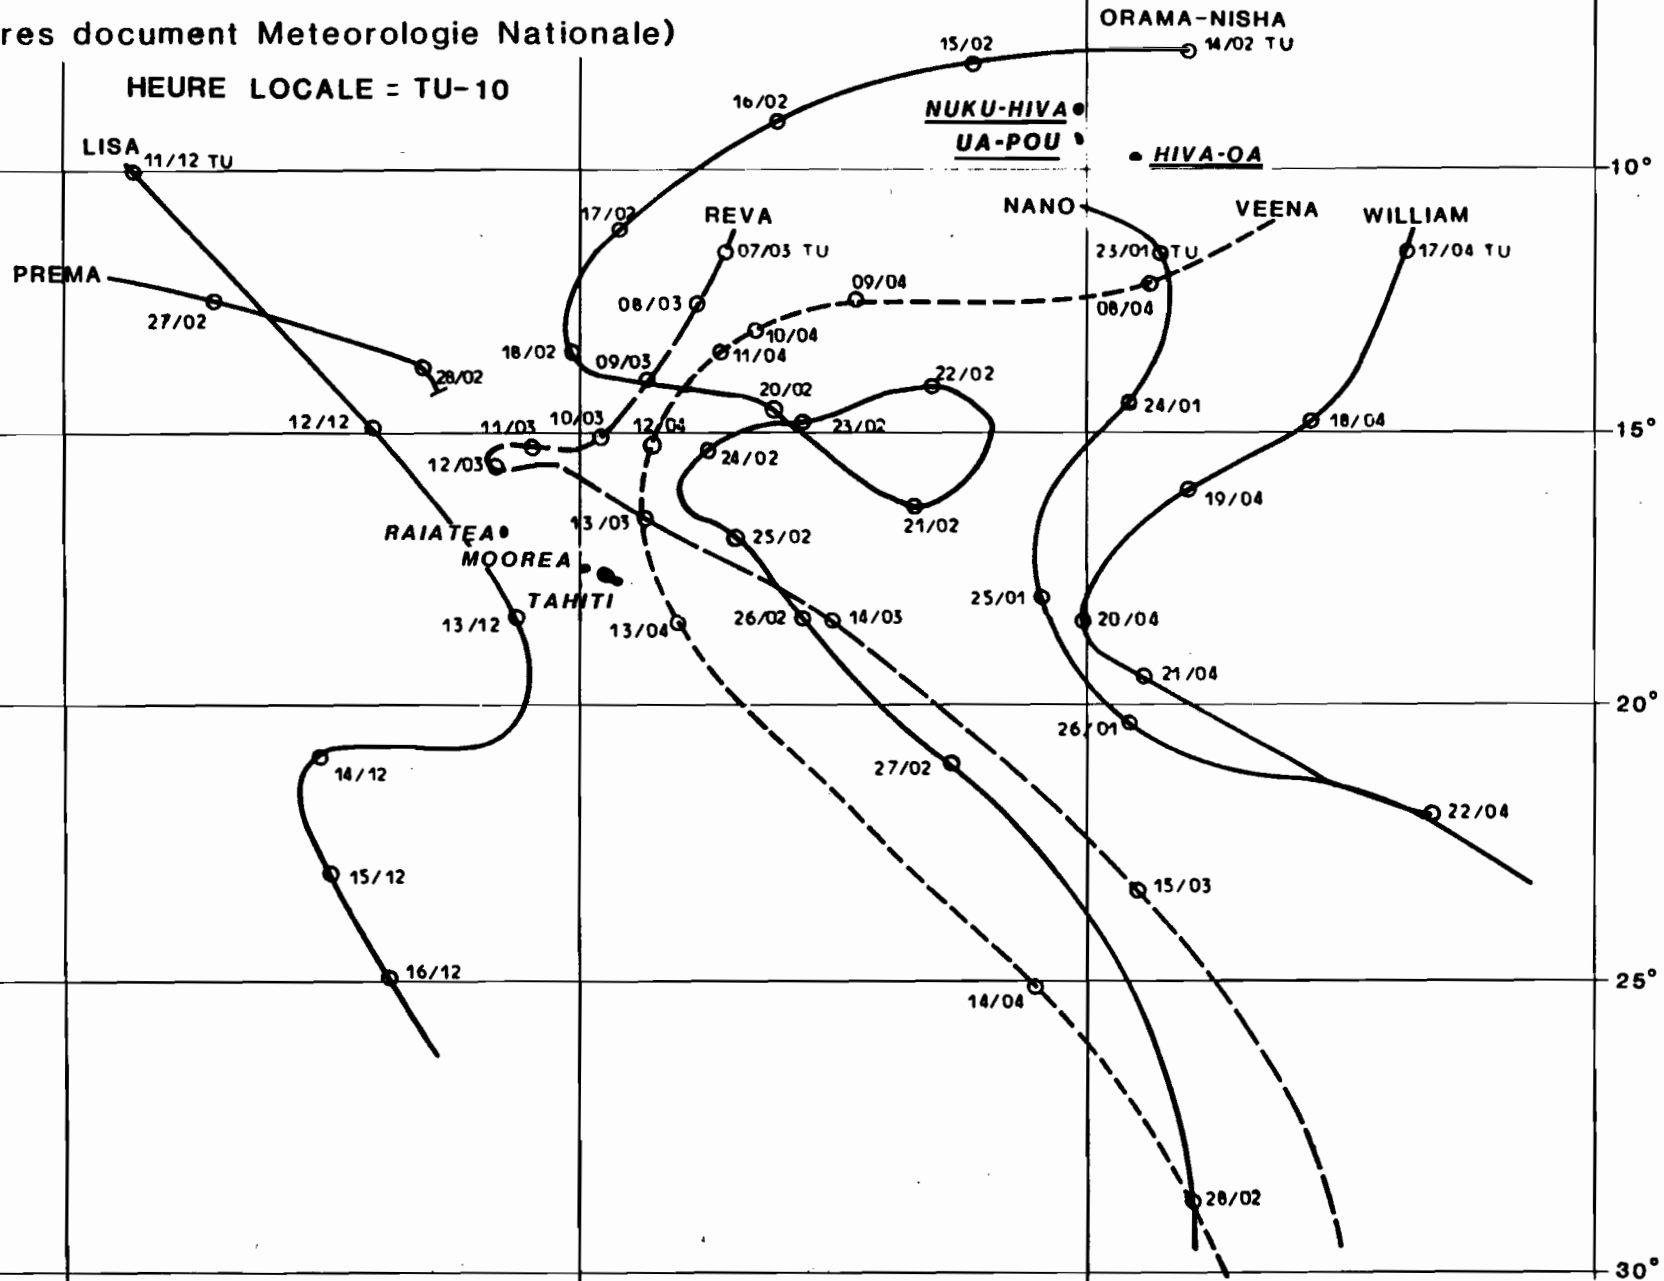 res document Meteorologie Nationale)
HEURE LOCALE = TU-10
ORAMA-NISHA
14/02 TU
15/02
16/02
NUKU-HIVA
UA-POU
HIVA-OA
LISA
11/12 TU
10°
17/02
REVA
NANO
VEENA
WILLIAM
07/03 TU
23/01 TU
17/04 TU
PREMA
27/02
08/03
09/04
08/04
10/04
18/02
09/03
11/04
28/02
22/02
20/02
24/01
12/12
11/03
10/03
12/04
23/02
18/04
15°
12/03
24/02
19/04
13/03
21/02
RAIATEA
25/02
MOOREA
TAHITI
25/01
13/12
13/04
26/02
14/03
20/04
21/04
20°
26/01
14/12
27/02
22/04
15/12
15/03
16/12
25°
14/04
28/02
30°